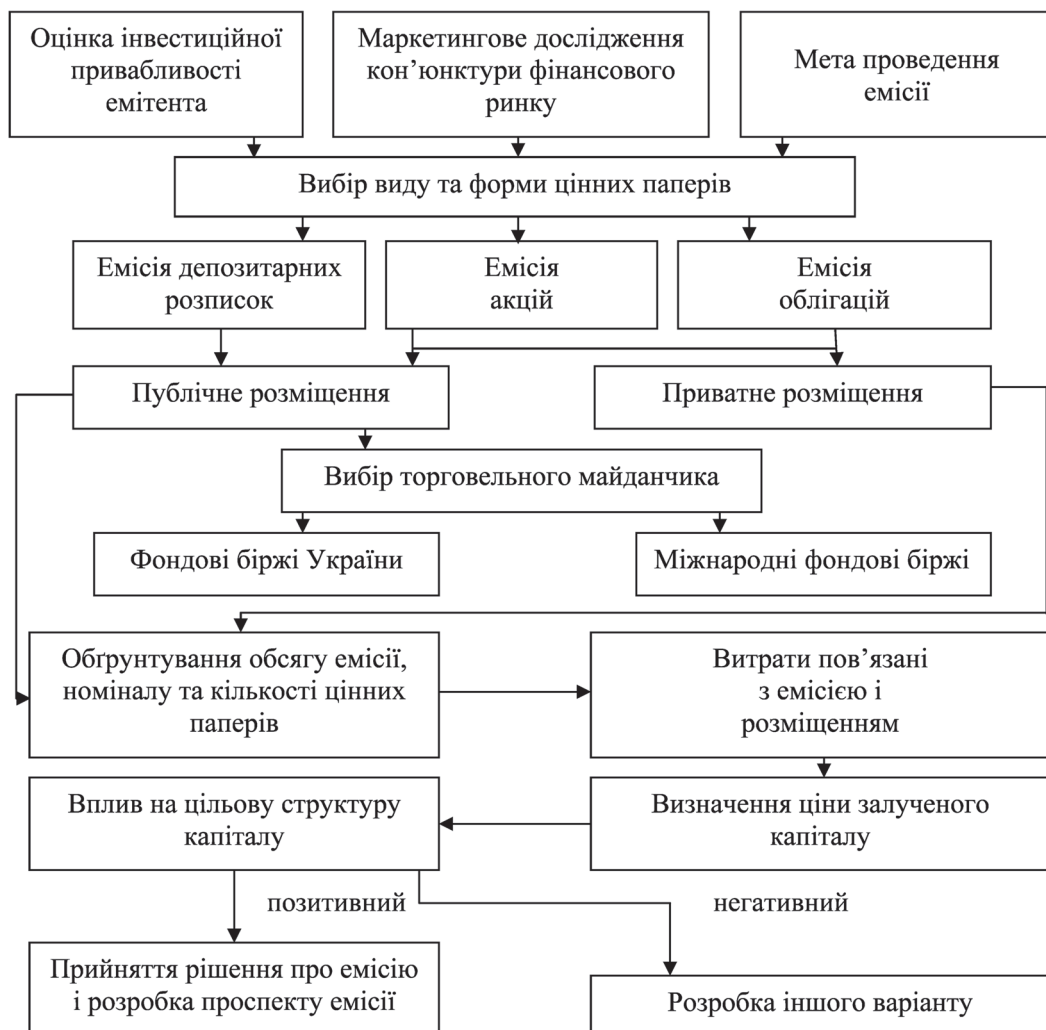 Оцінка інвестиційної
привабливості
емітента
Маркетингове дослідження
кон’юнктури фінансового
ринку
Мета проведення
емісії
Вибір виду та форми цінних паперів
Емісія депозитарних
розписок
Емісія
акцій
Емісія
облігацій
Публічне розміщення
Приватне розміщення
Вибір торговельного майданчика
Фондові біржі України
Міжнародні фондові біржі
Обґрунтування обсягу емісії,
номіналу та кількості цінних
паперів
Витрати пов’язані
з емісією і
розміщенням
Вплив на цільову структуру
капіталу
Визначення ціни залученого
капіталу
позитивний
негативний
Прийняття рішення про емісію
і розробка проспекту емісії
Розробка іншого варіанту